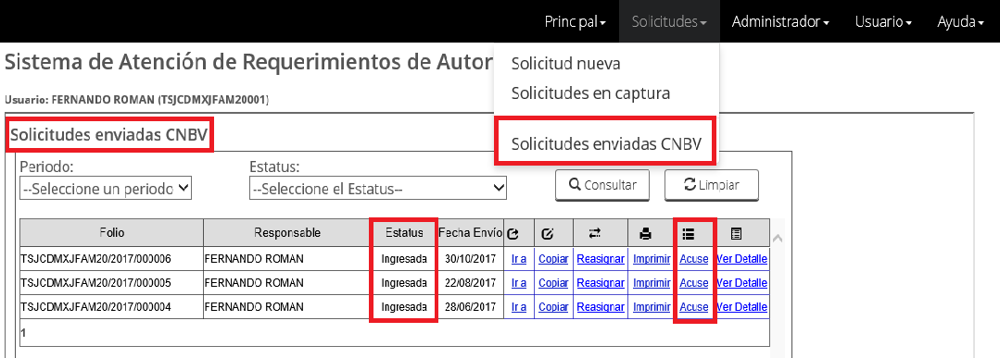 Princ pal Solicitudes Administrador Usuario Ayuda
Sistema de Atención de Requerimientos de Autor
Solicitud nueva
Solicitudes en captura
Solicitudes enviadas CNBV
Usuario: FERNANDO ROMAN (TSJCDMXJFAM20001)
Solicitudes enviadas CNBV
Periodo: Estatus:
--Seleccione un periodo --Seleccione el Estatus-- Consultar Limpiar
Folio Responsable Estatus Fecha Envío
TSJCDMXJFAM20/2017/000006 FERNANDO ROMAN Ingresada 30/10/2017 Ir a Copiar Reasignar Imprimir Acuse Ver Detalle
TSJCDMXJFAM20/2017/000005 FERNANDO ROMAN Ingresada 22/08/2017 Ir a Copiar Reasignar Imprimir Acuse Ver Detalle
TSJCDMXJFAM20/2017/000004 FERNANDO ROMAN Ingresada 28/06/2017 Ir a Copiar Reasignar Imprimir Acuse Ver Detalle
1